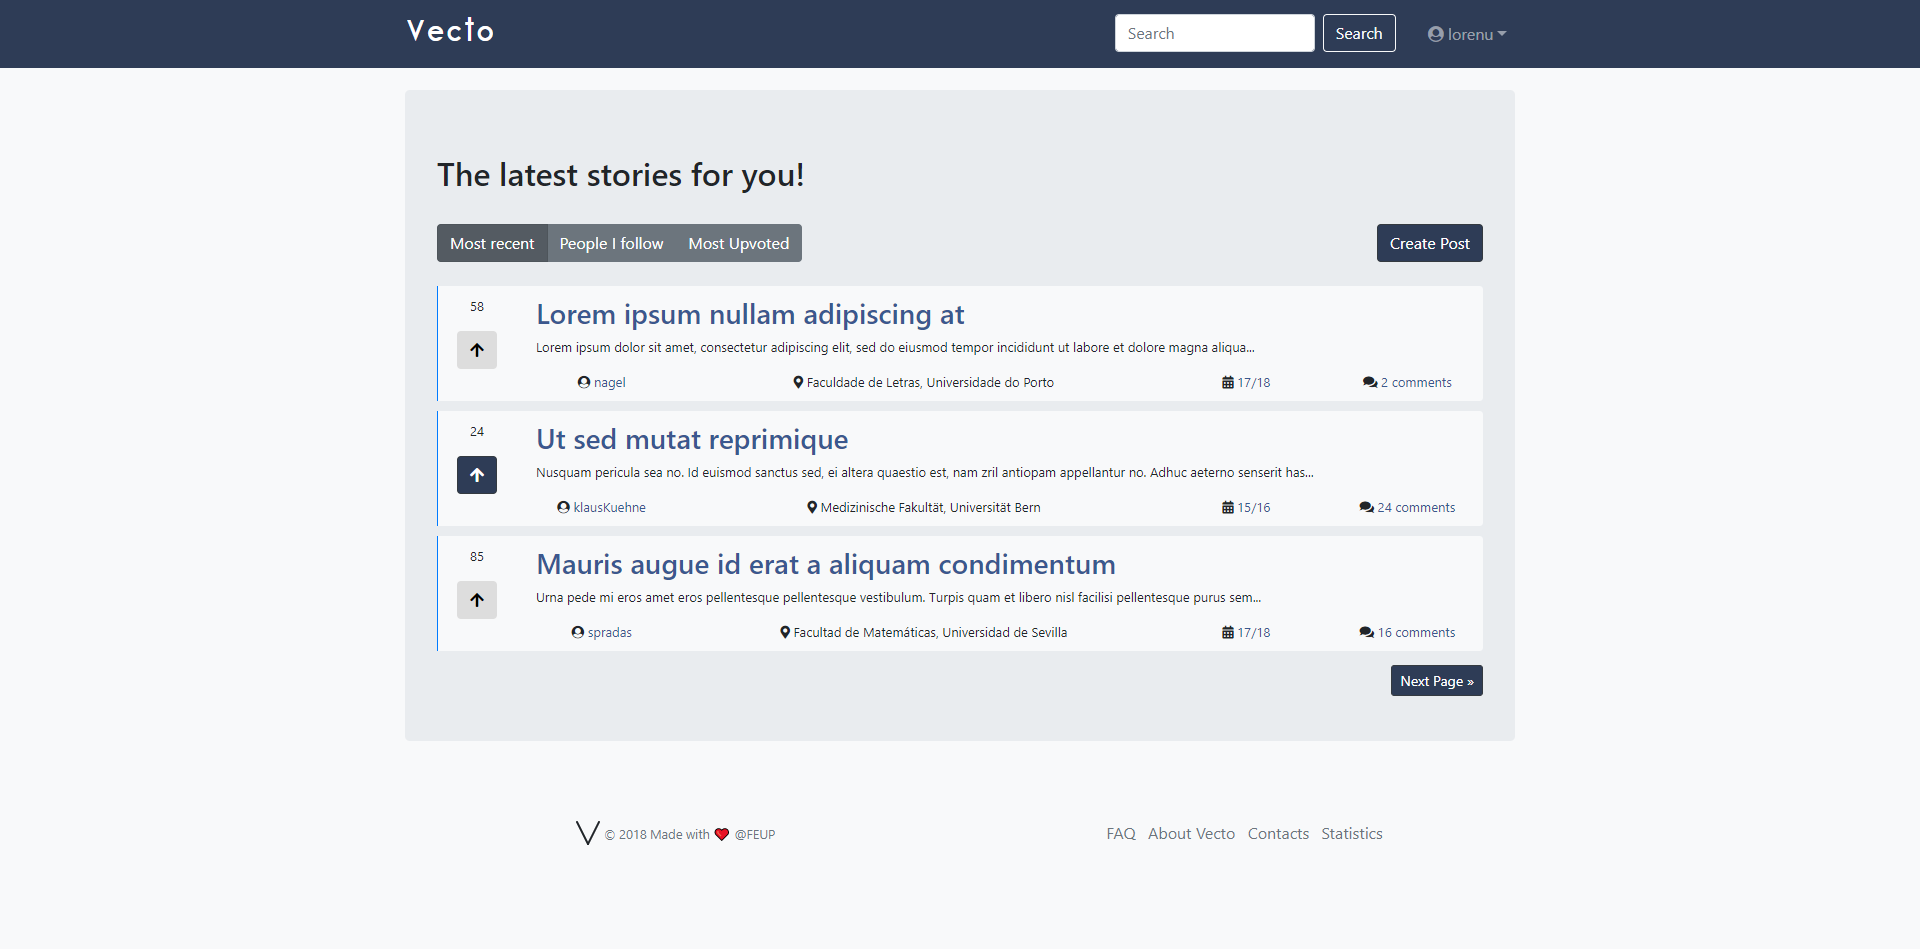 Vecto
Search Search lorenu
The latest stories for you!
Most recent People I follow Most Upvoted Create Post
58
Lorem ipsum nullam adipiscing at
Lorem ipsum dolor sit amet, consectetur adipiscing elit, sed do eiusmod tempor incididunt ut labore et dolore magna aliqua...
nagel Faculdade de Letras, Universidade do Porto 17/18 2 comments
24
Ut sed mutat reprimique
Nusquam pericula sea no. Id euismod sanctus sed, ei altera quaestio est, nam zril antiopam appellantur no. Adhuc aeterno senserit has...
klausKuehne Medizinische Fakultät, Universität Bern 15/16 24 comments
85
Mauris augue id erat a aliquam condimentum
Urna pede mi eros amet eros pellentesque pellentesque vestibulum. Turpis quam et libero nisl facilisi pellentesque purus sem...
spradas Facultad de Matemáticas, Universidad de Sevilla 17/18 16 comments
Next Page »
V © 2018 Made with ❤ @FEUP FAQ About Vecto Contacts Statistics